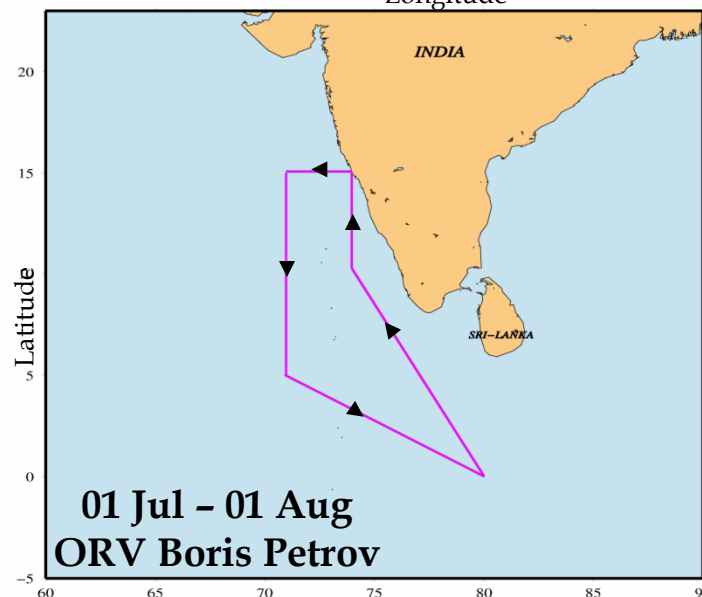 Longitude
INDIA
20
15
Latitude
5
SRI-LANKA
0
01 Jul – 01 Aug
ORV Boris Petrov
-5
60 65 70 75 80 85